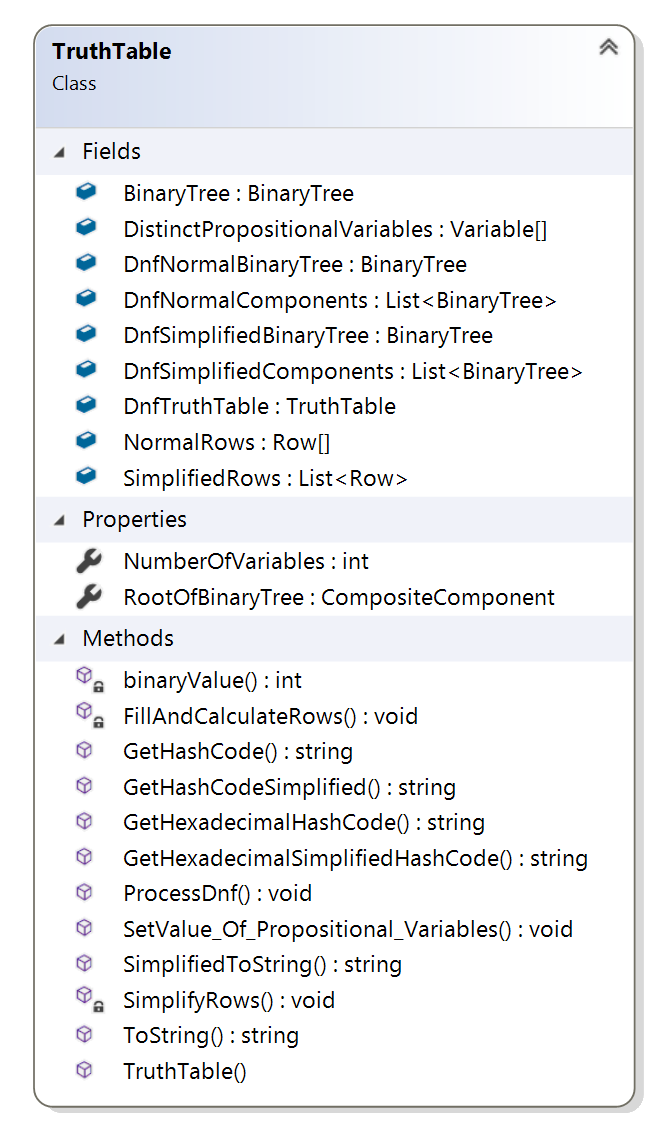 TruthTable
Class
Fields
BinaryTree : BinaryTree
DistinctPropositionalVariables : Variable[]
DnfNormalBinaryTree : BinaryTree
DnfNormalComponents : List<BinaryTree>
DnfSimplifiedBinaryTree : BinaryTree
DnfSimplifiedComponents : List<BinaryTree>
DnfTruthTable : TruthTable
NormalRows : Row[]
SimplifiedRows : List<Row>
Properties
NumberOfVariables : int
RootOfBinaryTree : CompositeComponent
Methods
binaryValue() : int
FillAndCalculateRows() : void
GetHashCode() : string
GetHashCodeSimplified() : string
GetHexadecimalHashCode() : string
GetHexadecimalSimplifiedHashCode() : string
ProcessDnf() : void
SetValue_Of_Propositional_Variables() : void
SimplifiedToString() : string
SimplifyRows() : void
ToString() : string
TruthTable()